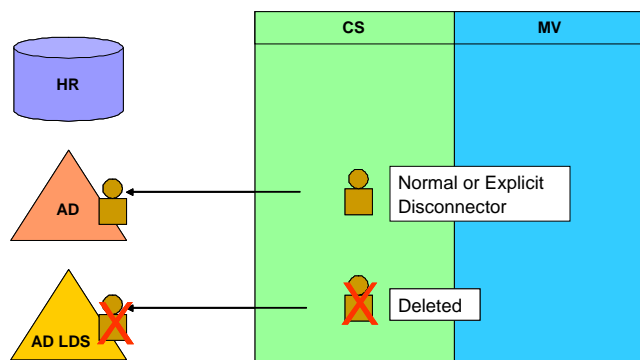 CS
MV
HR
Normal or Explicit
Disconnector
AD
Deleted
AD LDS